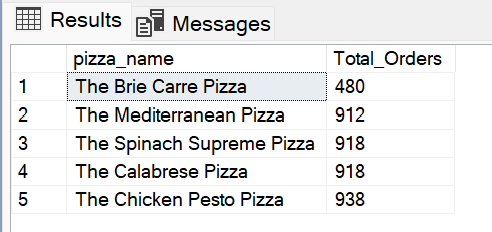 Results Messages
pizza_name Total_Orders
1 The Brie Carre Pizza 480
2 The Mediterranean Pizza 912
3 The Spinach Supreme Pizza 918
4 The Calabrese Pizza 918
5 The Chicken Pesto Pizza 938